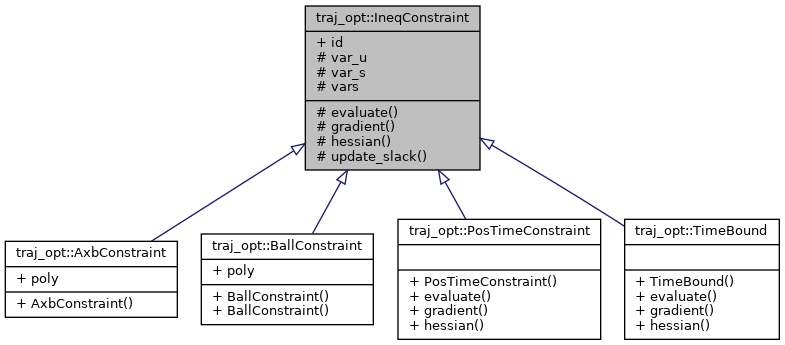 traj_opt::IneqConstraint
+ id
# var_u
# var_s
# vars
# evaluate()
# gradient()
# hessian()
# update_slack()
traj_opt::AxbConstraint
+ poly
+ AxbConstraint()
traj_opt::BallConstraint
+ poly
+ BallConstraint()
+ BallConstraint()
traj_opt::PosTimeConstraint
+ PosTimeConstraint()
+ evaluate()
+ gradient()
+ hessian()
traj_opt::TimeBound
+ TimeBound()
+ evaluate()
+ gradient()
+ hessian()